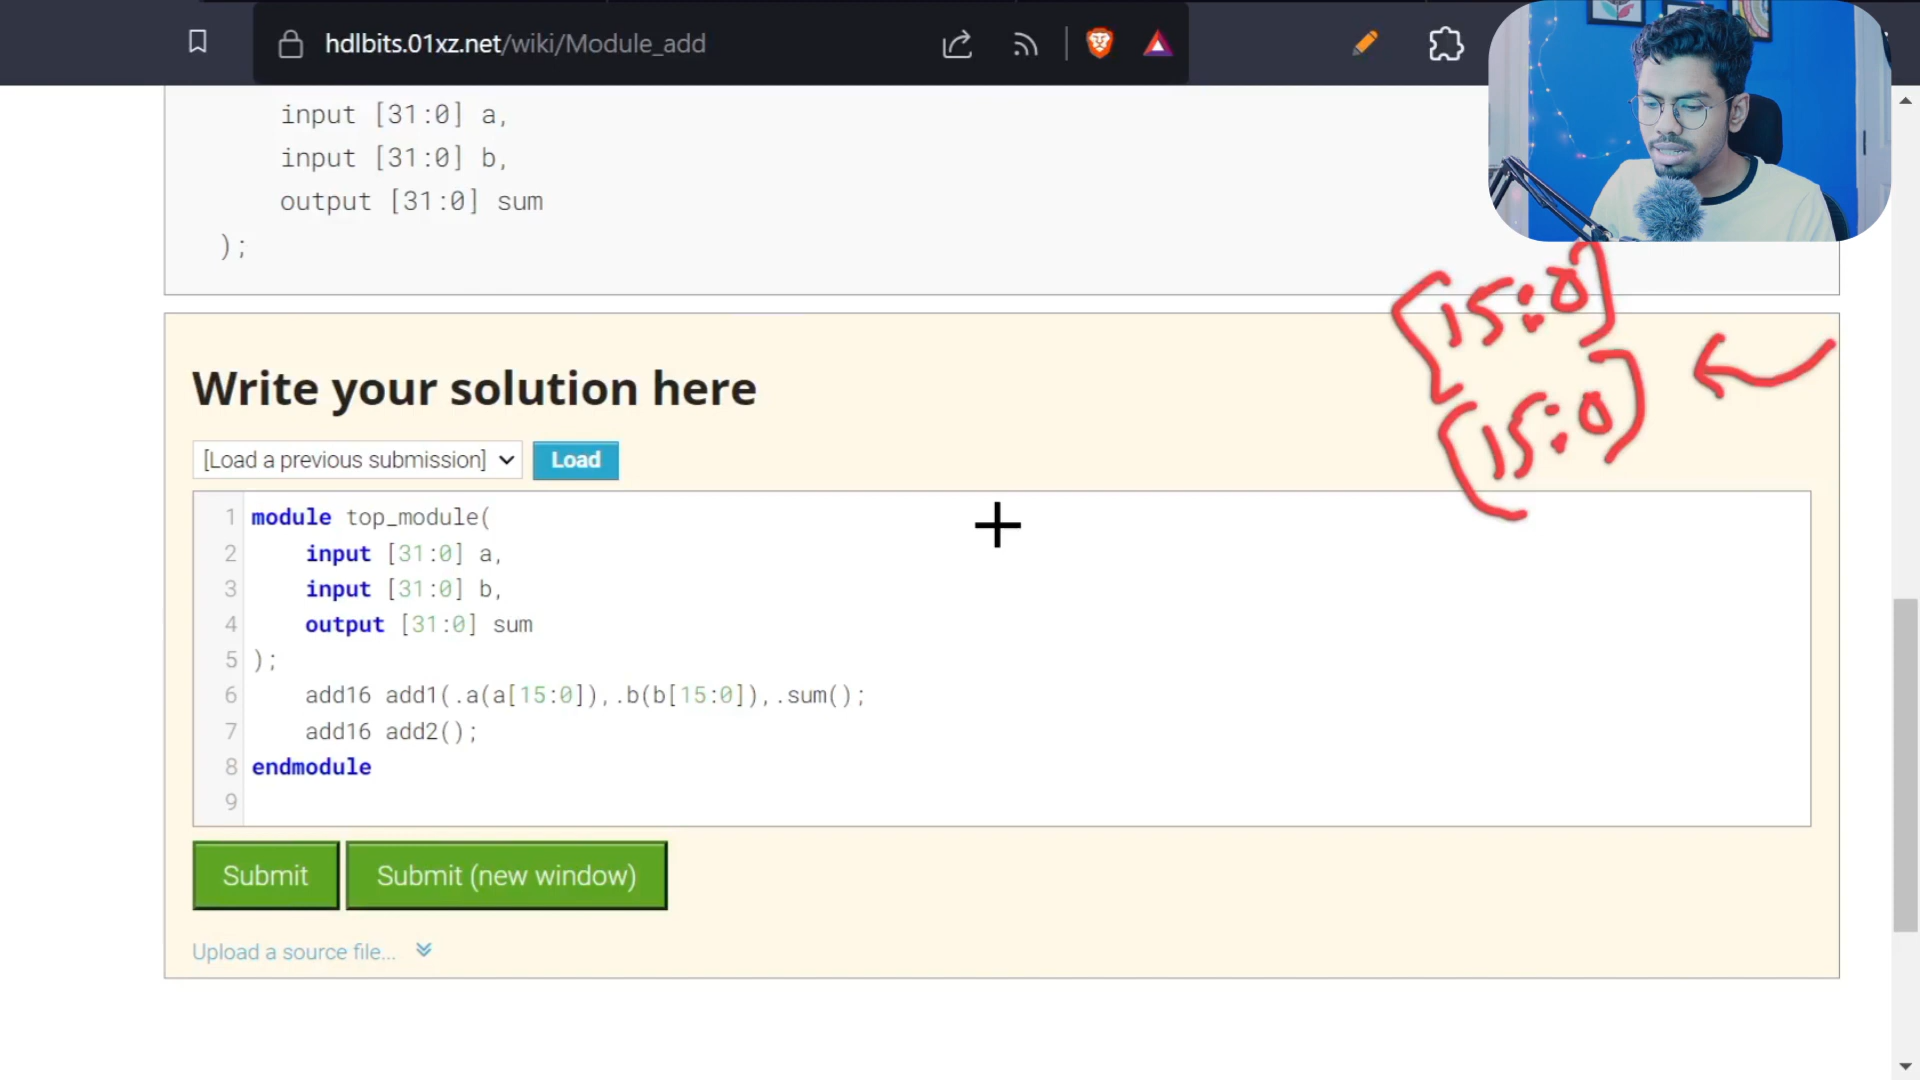 hdlbits.01xz.net/wiki/Module_add
input [31:0] a,
input [31:0] b,
output [31:0] sum
);
[15:0]
[15:0]
Write your solution here
[Load a previous submission]
Load
1 module top_module(
2 input [31:0] a,
3 input [31:0] b,
4 output [31:0] sum
5 );
6 add16 add1(.a(a[15:0]),.b(b[15:0]),.sum();
7 add16 add2();
8 endmodule
9
Submit
Submit (new window)
Upload a source file...